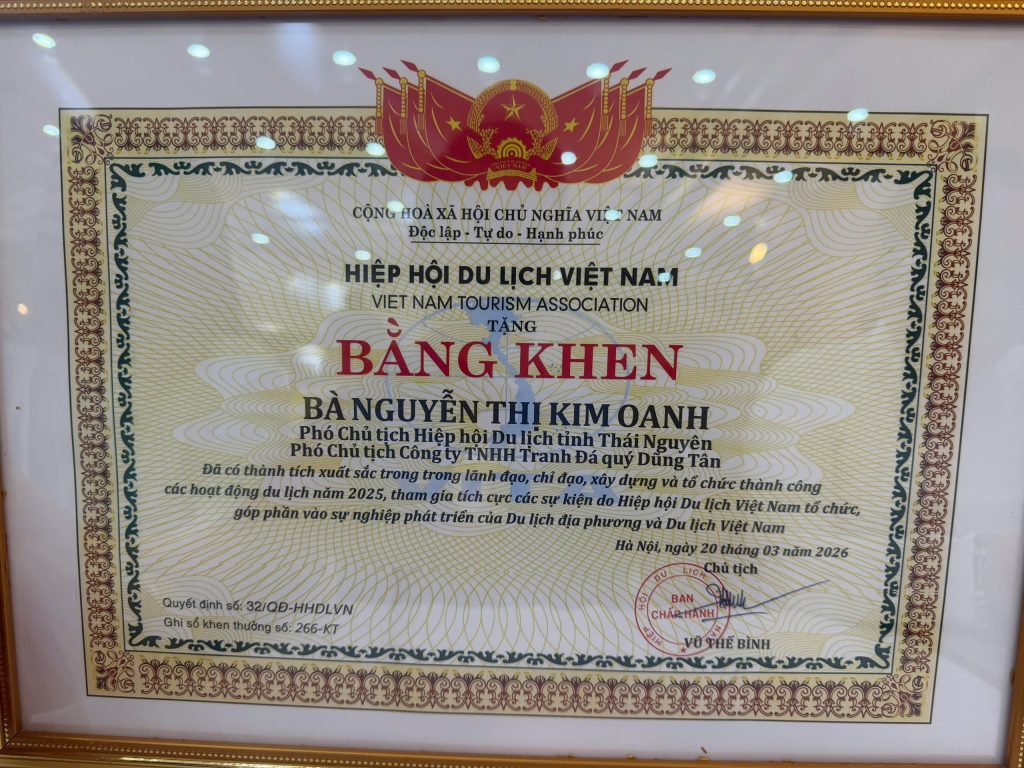 CỘNG HOÀ XÃ HỘI CHỦ NGHĨA VIỆT NAM
Độc lập - Tự do - Hạnh phúc
HIỆP HỘI DU LỊCH VIỆT NAM
VIET NAM TOURISM ASSOCIATION
TẶNG
BẰNG KHEN
BÀ NGUYỄN THỊ KIM OANH
Phó Chủ tịch Hiệp hội Du lịch tỉnh Thái Nguyên
Phó Chủ tịch Công ty TNHH Tranh Đá quý Dũng Tân
Đã có thành tích xuất sắc trong trong lãnh đạo, chỉ đạo, xây dựng và tổ chức thành công
các hoạt động du lịch năm 2025, tham gia tích cực các sự kiện do Hiệp hội Du lịch Việt Nam tổ chức,
góp phần vào sự nghiệp phát triển của Du lịch địa phương và Du lịch Việt Nam
Hà Nội, ngày 20 tháng 03 năm 2026
Chủ tịch
HIỆP HỘI DU LỊCH
BAN
CHẤP HÀNH
VŨ THẾ BÌNH
Quyết định số: 32/QĐ-HHDLVN
Ghi sổ khen thưởng số: 266-KT